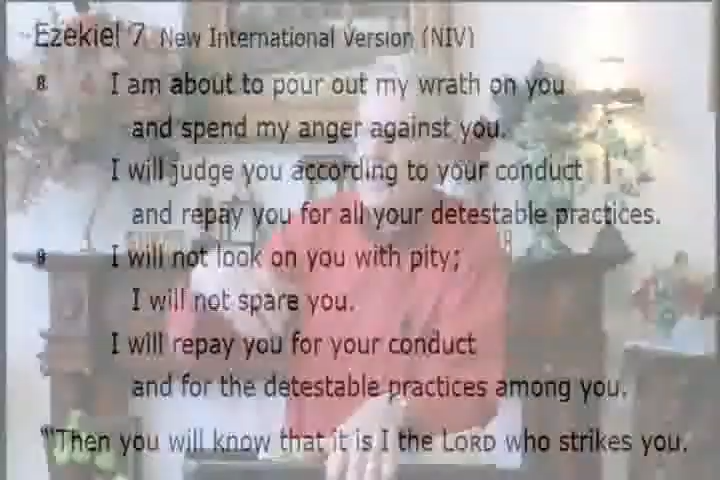 Ezekiel 7 New International Version (NIV)
8 I am about to pour out my wrath on you
and spend my anger against you.
I will judge you according to your conduct
and repay you for all your detestable practices.
9 I will not look on you with pity;
I will not spare you.
I will repay you for your conduct
and for the detestable practices among you.
“‘Then you will know that it is I the LORD who strikes you.